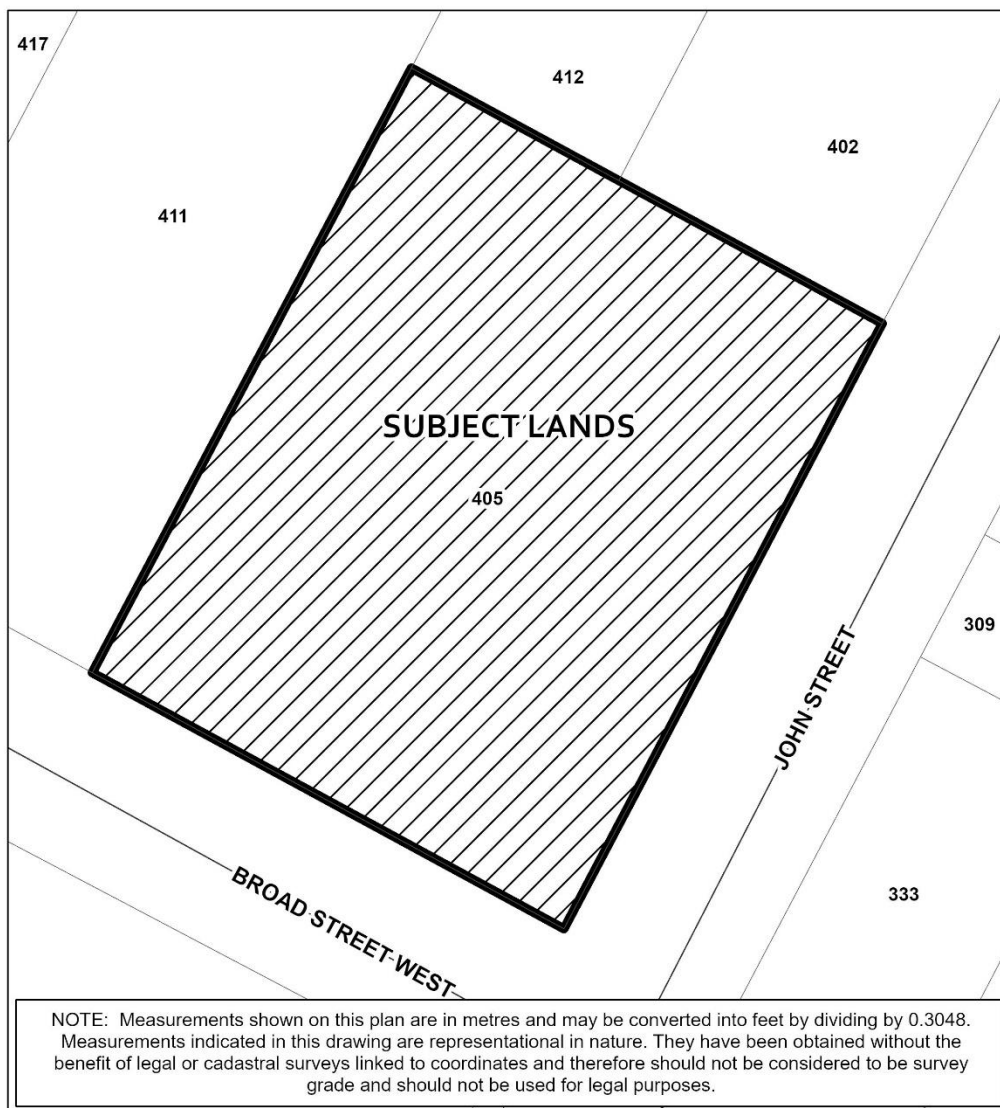 417
412
402
411
SUBJECT LANDS
405
309
JOHN STREET
333
BROAD STREET WEST
NOTE:  Measurements shown on this plan are in metres and may be converted into feet by dividing by 0.3048.
Measurements indicated in this drawing are representational in nature. They have been obtained without the
benefit of legal or cadastral surveys linked to coordinates and therefore should not be considered to be survey
grade and should not be used for legal purposes.